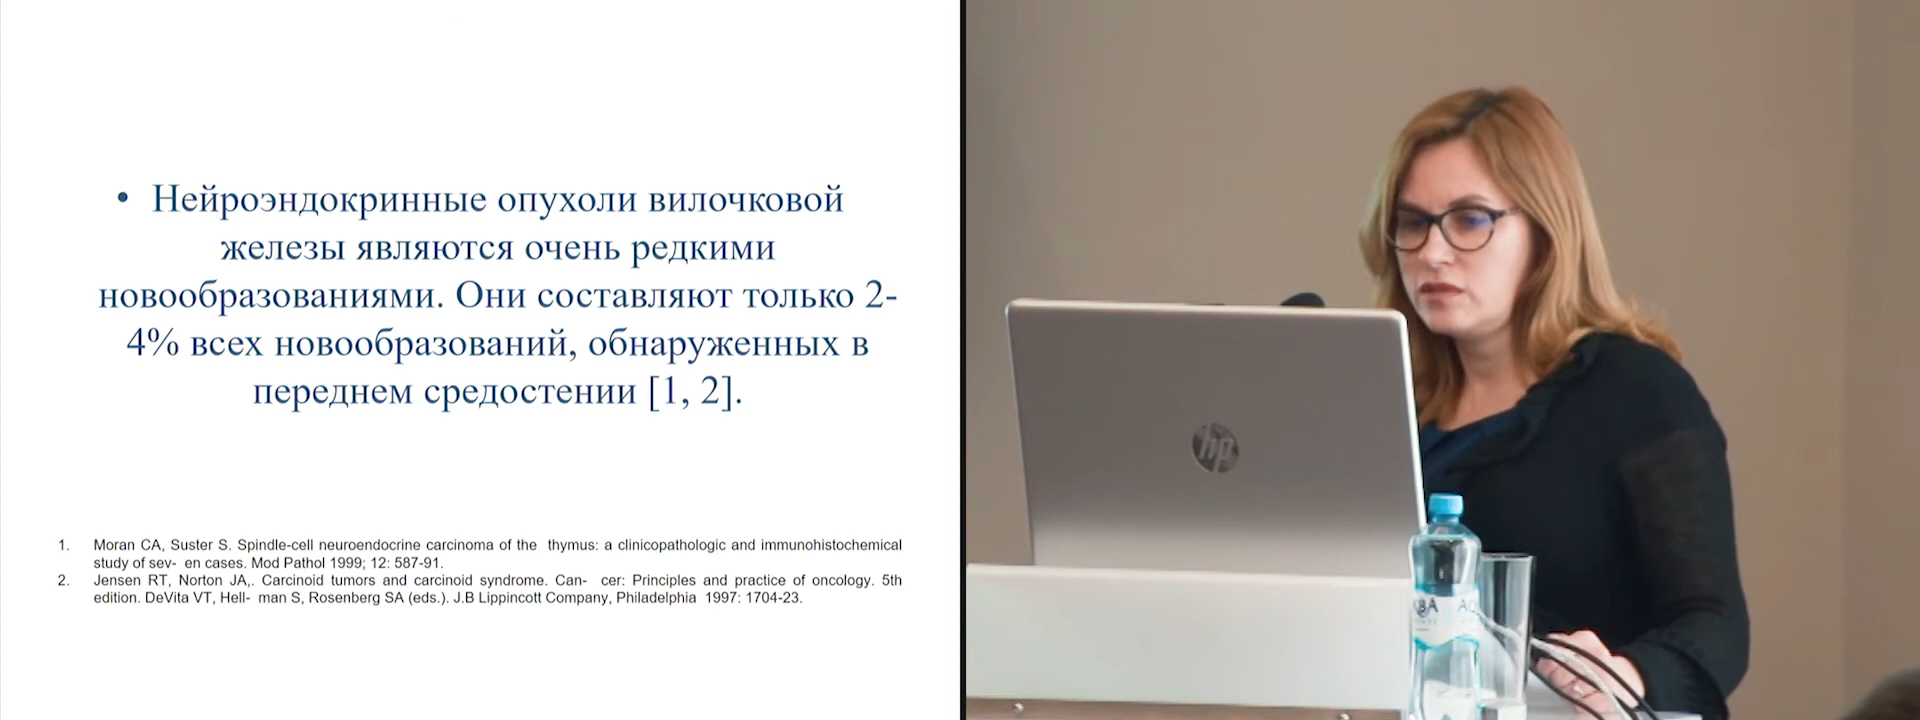 • Нейроэндокринные опухоли вилочковой
железы являются очень редкими
новообразованиями. Они составляют только 2-
4% всех новообразований, обнаруженных в
переднем средостении [1, 2].
1. Moran CA, Suster S. Spindle-cell neuroendocrine carcinoma of the thymus: a clinicopathologic and immunohistochemical
study of sev- en cases. Mod Pathol 1999; 12: 587-91.
2. Jensen RT, Norton JA,. Carcinoid tumors and carcinoid syndrome. Can- cer: Principles and practice of oncology. 5th
edition. DeVita VT, Hell- man S, Rosenberg SA (eds.). J.B Lippincott Company, Philadelphia 1997: 1704-23.
hp